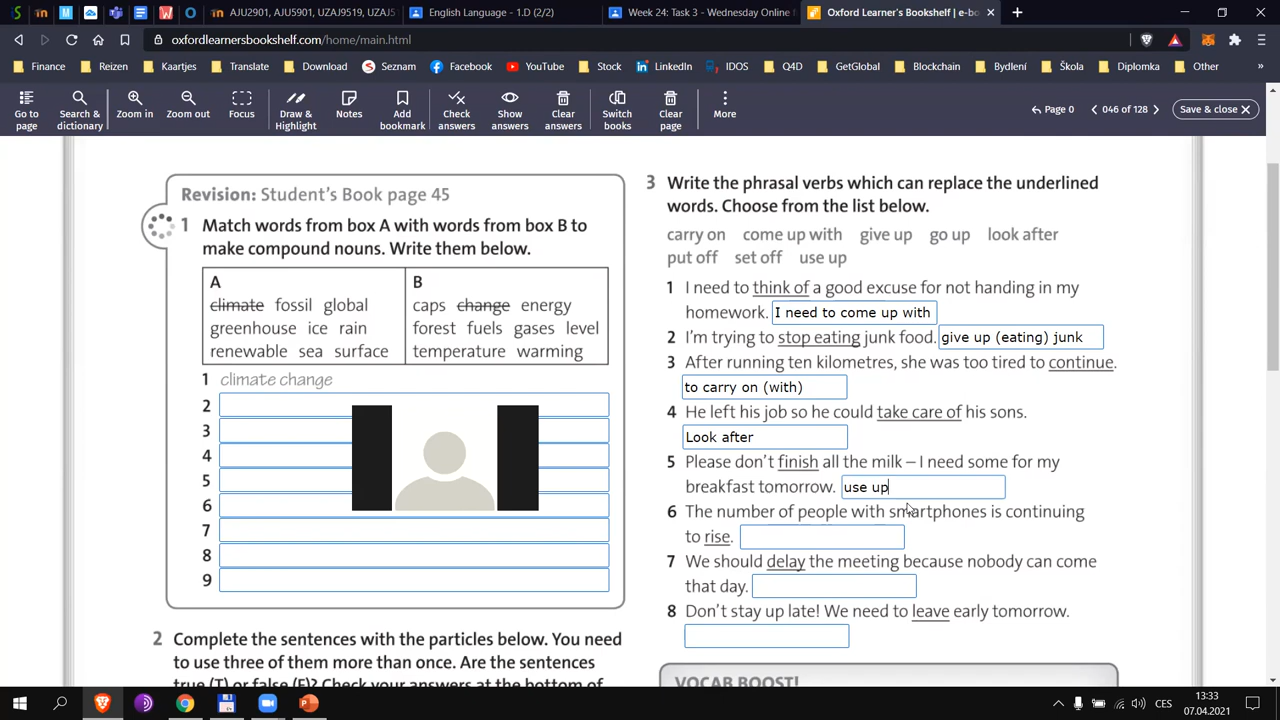 AJU2901, AJU5901, UZAJ9519, UZAJ5
English Language - 1.D (2/2)
Week 24: Task 3 - Wednesday Online
Oxford Learner's Bookshelf | e-bo
oxfordlearnersbookshelf.com/home/main.html
Finance
Reizen
Kaartjes
Translate
Download
Seznam
Facebook
YouTube
Stock
LinkedIn
IDOS
Q4D
GetGlobal
Blockchain
Bydlení
Škola
Diplomka
Other
Go to page
Search & dictionary
Zoom in
Zoom out
Focus
Draw & Highlight
Notes
Add bookmark
Check answers
Show answers
Clear answers
Switch books
Clear page
More
Page 0
046 of 128
Save & close
Revision: Student's Book page 45
1 Match words from box A with words from box B to
make compound nouns. Write them below.
A
climate fossil global
greenhouse ice rain
renewable sea surface
B
caps change energy
forest fuels gases level
temperature warming
1 climate change
2
3
4
5
6
7
8
9
2 Complete the sentences with the particles below. You need
to use three of them more than once. Are the sentences
true (T) or false (F)? Check your answers at the bottom of
3 Write the phrasal verbs which can replace the underlined
words. Choose from the list below.
carry on come up with give up go up look after
put off set off use up
1 I need to think of a good excuse for not handing in my
homework. I need to come up with
2 I'm trying to stop eating junk food. give up (eating) junk
3 After running ten kilometres, she was too tired to continue.
to carry on (with)
4 He left his job so he could take care of his sons.
Look after
5 Please don't finish all the milk – I need some for my
breakfast tomorrow. use up
6 The number of people with smartphones is continuing
to rise.
7 We should delay the meeting because nobody can come
that day.
8 Don't stay up late! We need to leave early tomorrow.
VOCAB BOOST!
CES
13:33
07.04.2021